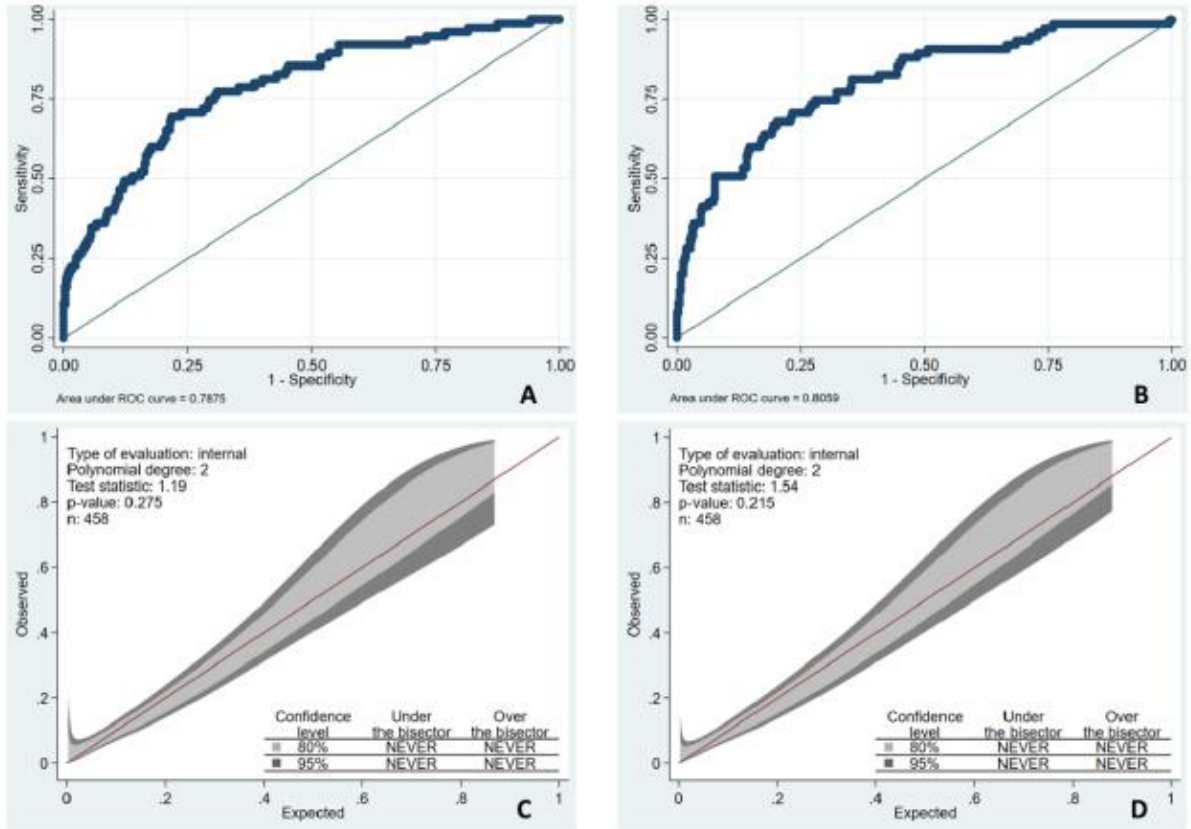 1.00
0.75
0.50
0.25
0.00
Sensitivity
0.00 0.25 0.50 0.75 1.00
1 - Specificity
Area under ROC curve = 0.7875
A
1.00
0.75
0.50
0.25
0.00
Sensitivity
0.00 0.25 0.50 0.75 1.00
1 - Specificity
Area under ROC curve = 0.8059
B
Type of evaluation: internal
Polynomial degree: 2
Test statistic: 1.19
p-value: 0.275
n: 458
1
.8
.6
.4
.2
0
Observed
Confidence Under Over
level the bisector the bisector
80% NEVER NEVER
95% NEVER NEVER
0 .2 .4 .6 .8 1
Expected
C
Type of evaluation: internal
Polynomial degree: 2
Test statistic: 1.54
p-value: 0.215
n: 458
1
.8
.6
.4
.2
0
Observed
Confidence Under Over
level the bisector the bisector
80% NEVER NEVER
95% NEVER NEVER
0 .2 .4 .6 .8 1
Expected
D